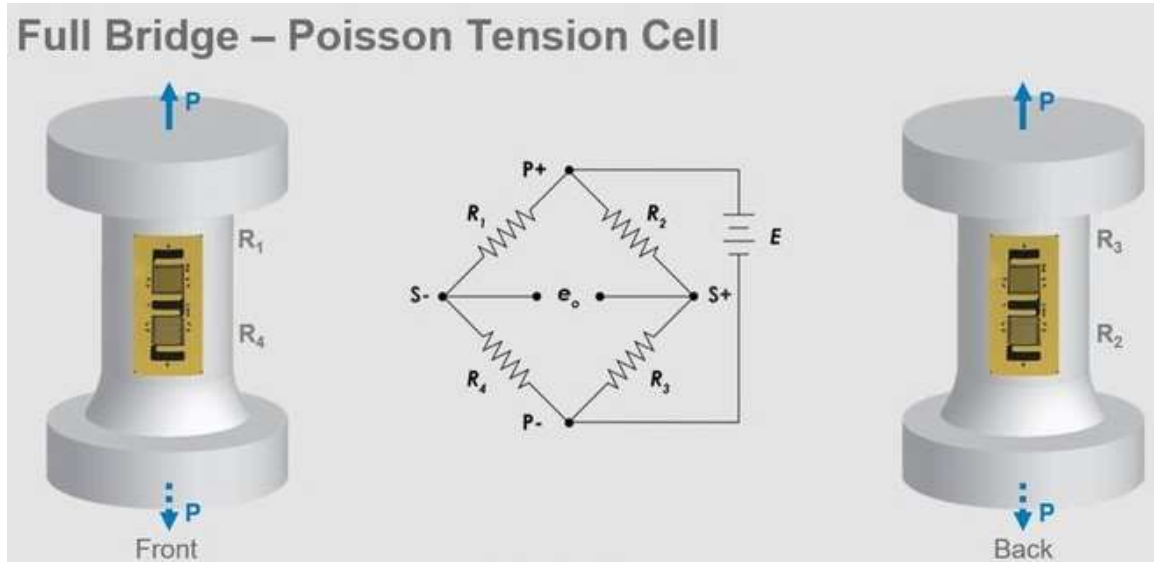 Full Bridge – Poisson Tension Cell
P
P
P+
R₁
R₂
R₁
R₃
E
S-
eₒ
S+
R₄
R₂
R₄
R₃
P-
P
P
Front
Back